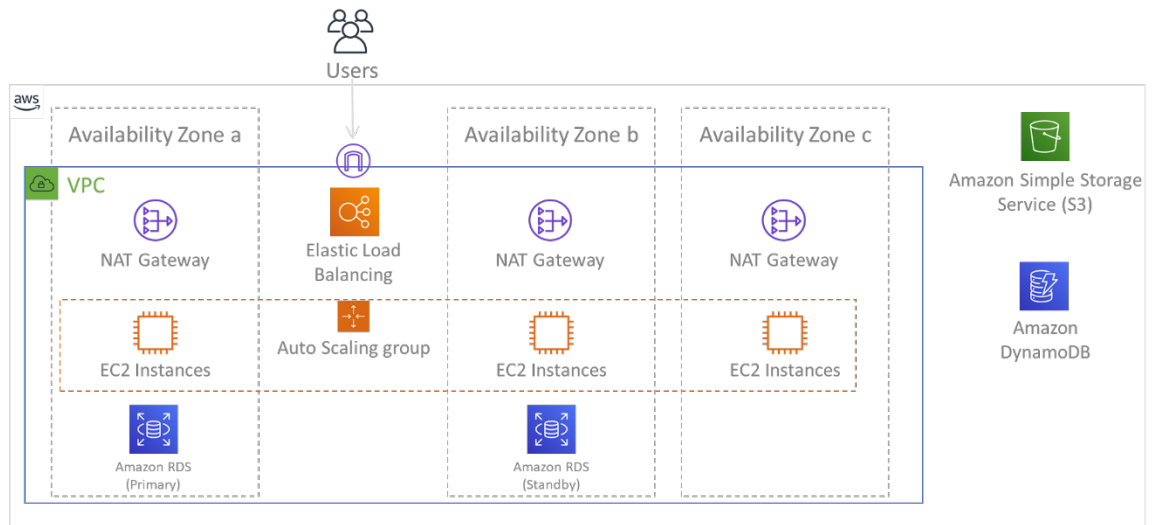 Users
aws
Availability Zone a
Availability Zone b
Availability Zone c
VPC
NAT Gateway
Elastic Load
Balancing
NAT Gateway
NAT Gateway
Amazon Simple Storage
Service (S3)
Auto Scaling group
EC2 Instances
EC2 Instances
EC2 Instances
Amazon
DynamoDB
Amazon RDS
(Primary)
Amazon RDS
(Standby)